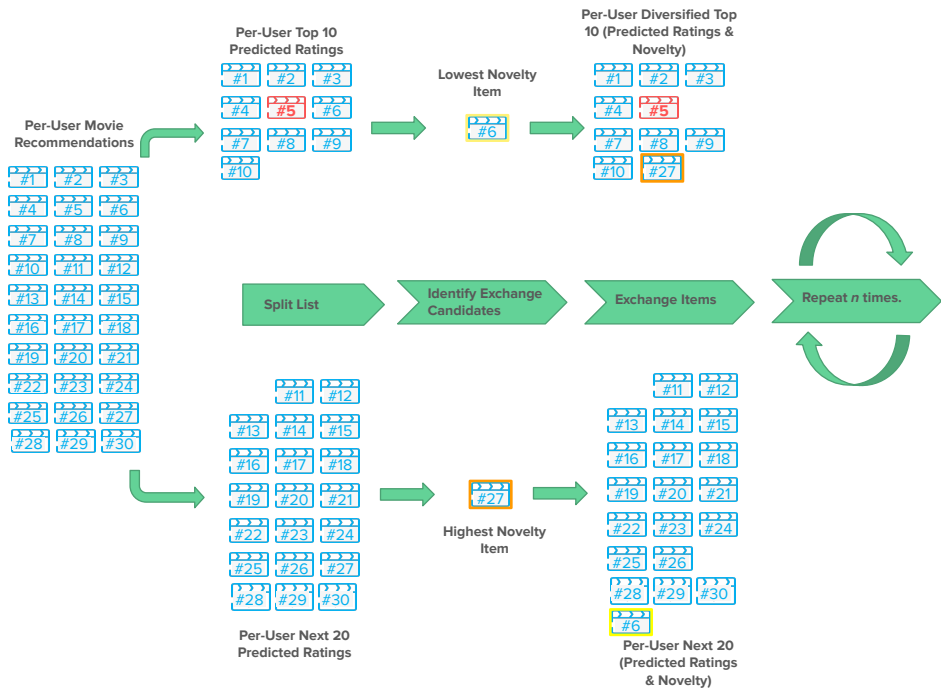 Per-User Top 10
Predicted Ratings
#1 #2 #3
#4 #5 #6
#7 #8 #9
#10
Lowest Novelty
Item
#6
Per-User Diversified Top
10 (Predicted Ratings &
Novelty)
#1 #2 #3
#4 #5
#7 #8 #9
#10 #27
Per-User Movie
Recommendations
#1 #2 #3
#4 #5 #6
#7 #8 #9
#10 #11 #12
#13 #14 #15
#16 #17 #18
#19 #20 #21
#22 #23 #24
#25 #26 #27
#28 #29 #30
Split List
Identify Exchange
Candidates
Exchange Items
Repeat n times.
#11 #12
#13 #14 #15
#16 #17 #18
#19 #20 #21
#22 #23 #24
#25 #26 #27
#28 #29 #30
Per-User Next 20
Predicted Ratings
#27
Highest Novelty
Item
#11 #12
#13 #14 #15
#16 #17 #18
#19 #20 #21
#22 #23 #24
#25 #26
#28 #29 #30
#6
Per-User Next 20
(Predicted Ratings
& Novelty)